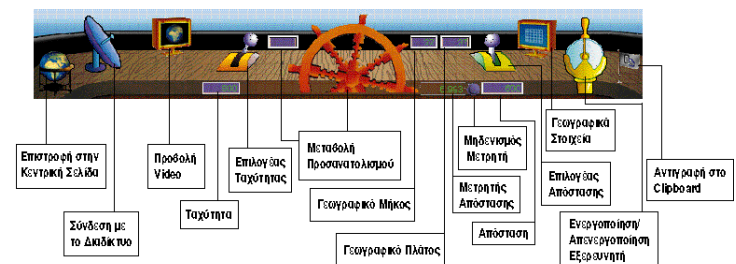 Επιστροφή στην
Κεντρική Σελίδα
Σύνδεση με
το Διαδίκτυο
Προβολή
Video
Ταχύτητα
Επιλογέας
Ταχύτητας
Μεταβολή
Προσανατολισμού
Γεωγραφικό Μήκος
Γεωγραφικό Πλάτος
Μηδενισμός
Μετρητή
Μετρητής
Απόστασης
Απόσταση
Γεωγραφικά
Στοιχεία
Επιλογέας
Απόστασης
Ενεργοποίηση/
Απενεργοποίηση
Εξερευνητή
Αντιγραφή στο
Clipboard